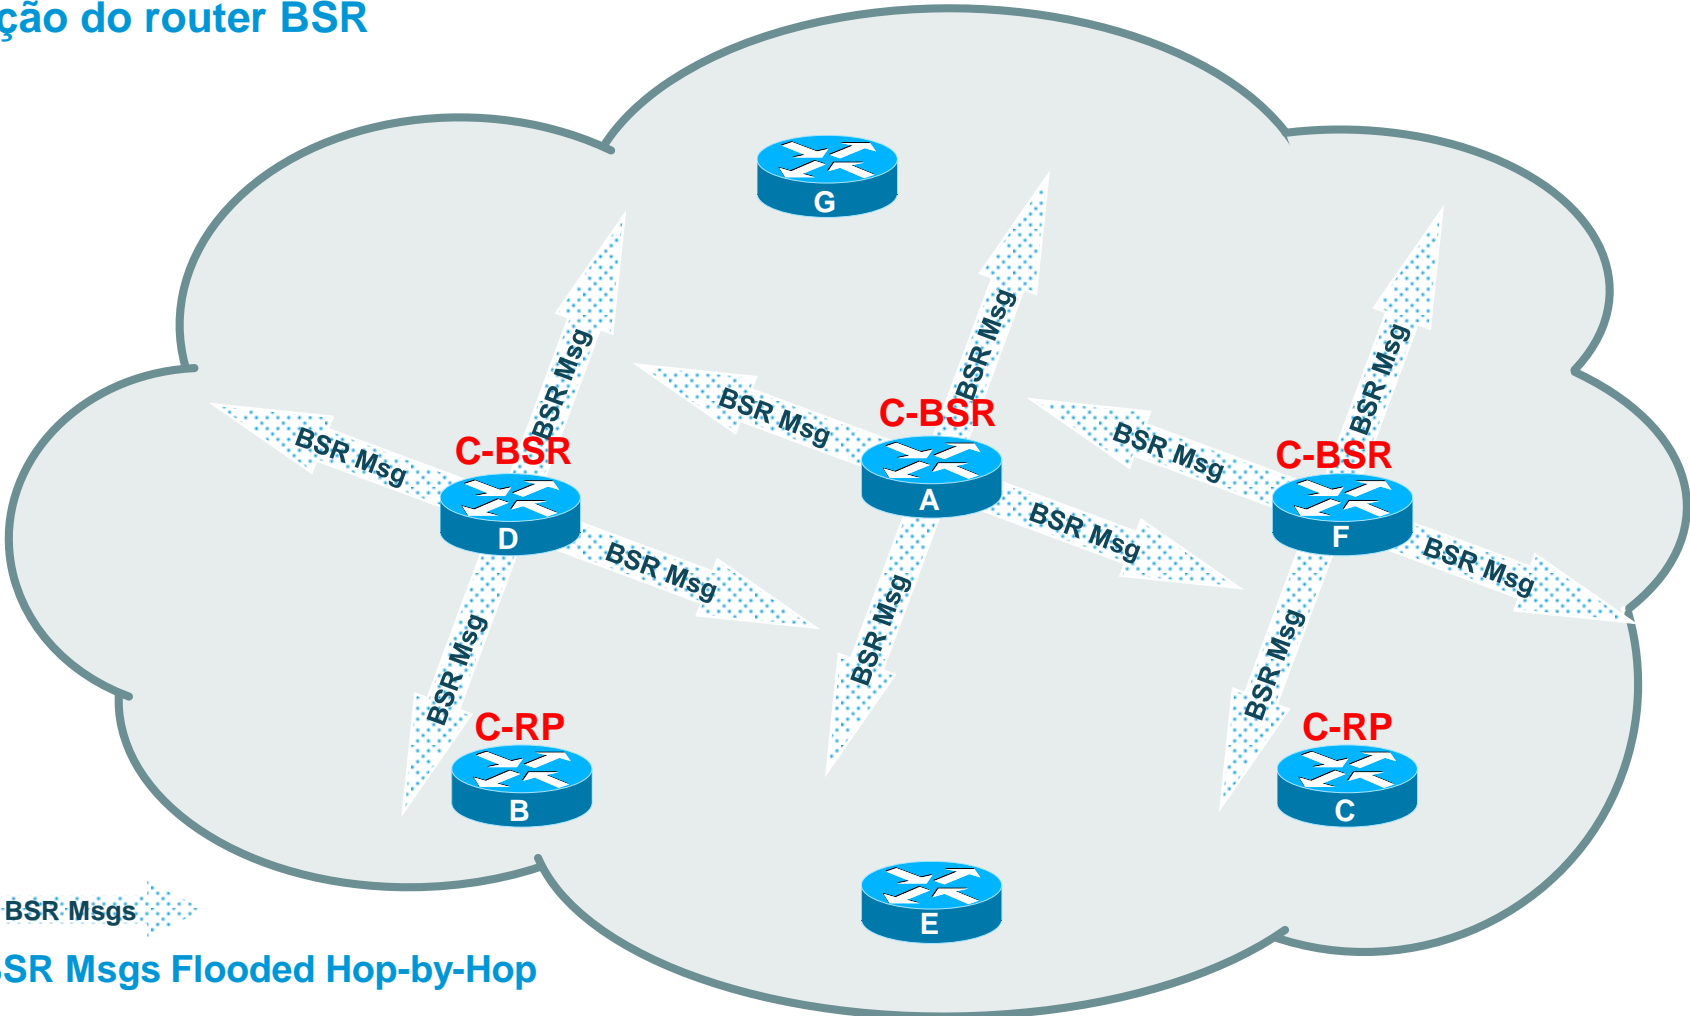 ção do router BSR
G
BSR Msg
BSR Msg
BSR Msg
BSR Msg
C-BSR
BSR Msg
BSR Msg
C-BSR
C-BSR
BSR Msg
A
BSR Msg
D
F
BSR Msg
BSR Msg
BSR Msg
BSR Msg
BSR Msg
C-RP
C-RP
B
C
BSR Msgs
E
SR Msgs Flooded Hop-by-Hop